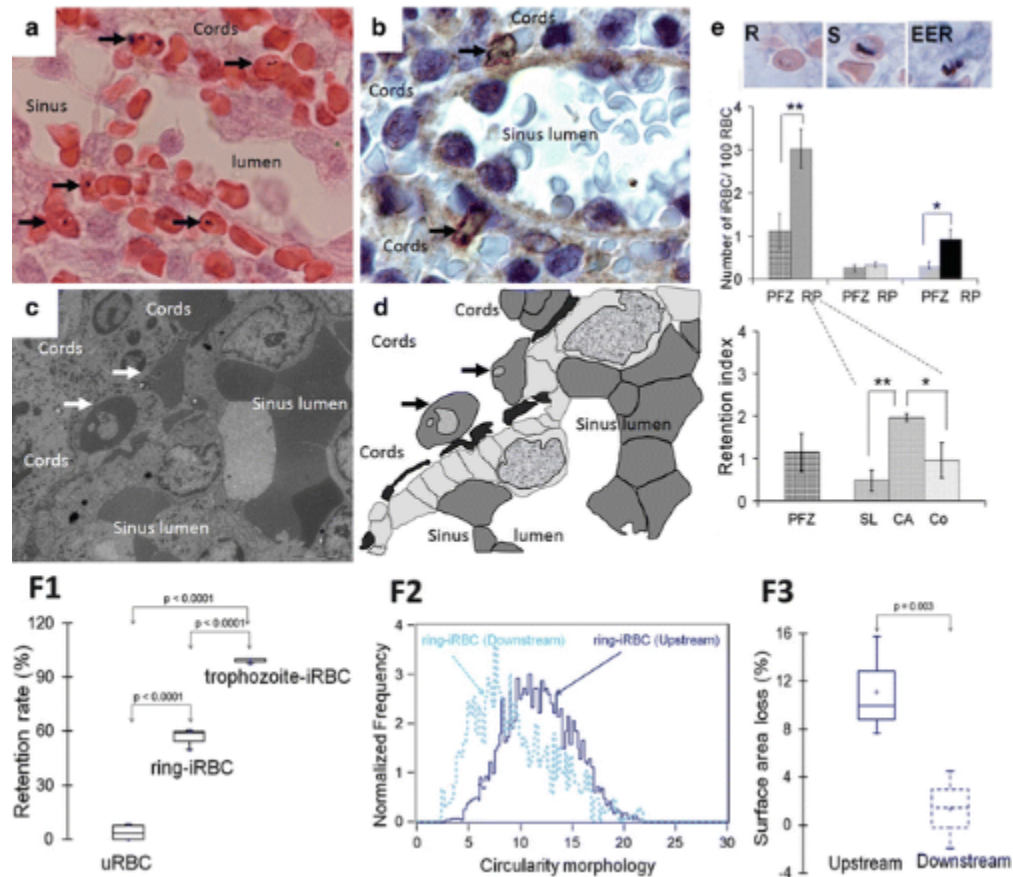 a
Cords
Sinus
lumen
b
Cords
Cords
Sinus lumen
Cords
c
Cords
Cords
Sinus lumen
Cords
Sinus lumen
d
Cords
Cords
Sinus lumen
Cords
Sinus lumen
e
R S EER
Number of iRBC/ 100 RBC
4
3
2
1
0
**
*
PFZ RP PFZ RP PFZ RP
Retention index
4
3
2
1
0
** *
PFZ SL CA Co
F1
p < 0.0001
p < 0.0001
p < 0.0001
Retention rate (%)
120
90
60
30
0
trophozoite-iRBC
ring-iRBC
uRBC
F2
Normalized Frequency
4
3
2
1
0
ring-iRBC (Downstream) ring-iRBC (Upstream)
0 5 10 15 20 25 30
Circularity morphology
F3
p = 0.003
Surface area loss (%)
16
12
8
4
0
-4
Upstream Downstream